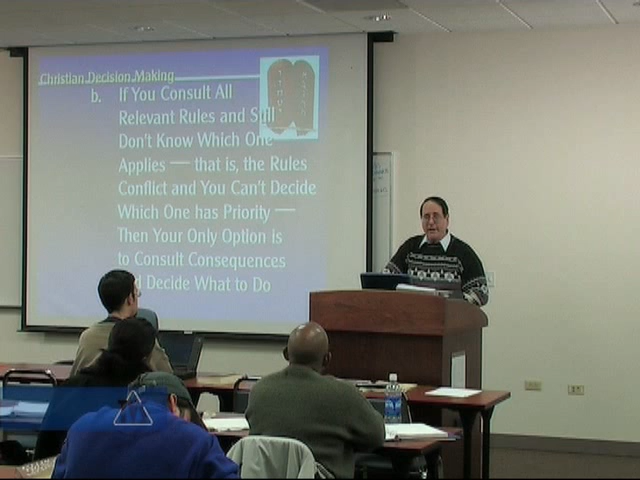 Christian Decision Making
b. If You Consult All
Relevant Rules and Still
Don't Know Which One
Applies — that is, the Rules
Conflict and You Can't Decide
Which One has Priority —
Then Your Only Option is
to Consult Consequences
Decide What to Do